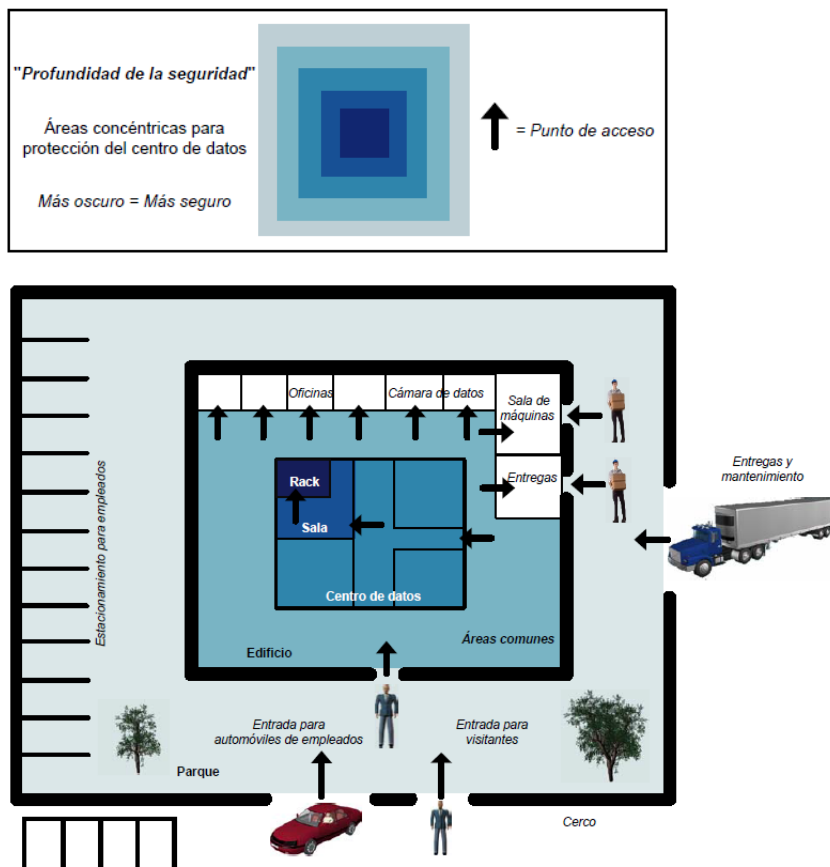 "Profundidad de la seguridad"
Áreas concéntricas para
protección del centro de datos
Más oscuro = Más seguro
= Punto de acceso
Oficinas
Cámara de datos
Sala de
máquinas
Entregas
Entregas y
mantenimiento
Estacionamiento para empleados
Rack
Sala
Centro de datos
Áreas comunes
Edificio
Entrada para
automóviles de empleados
Entrada para
visitantes
Parque
Cerco